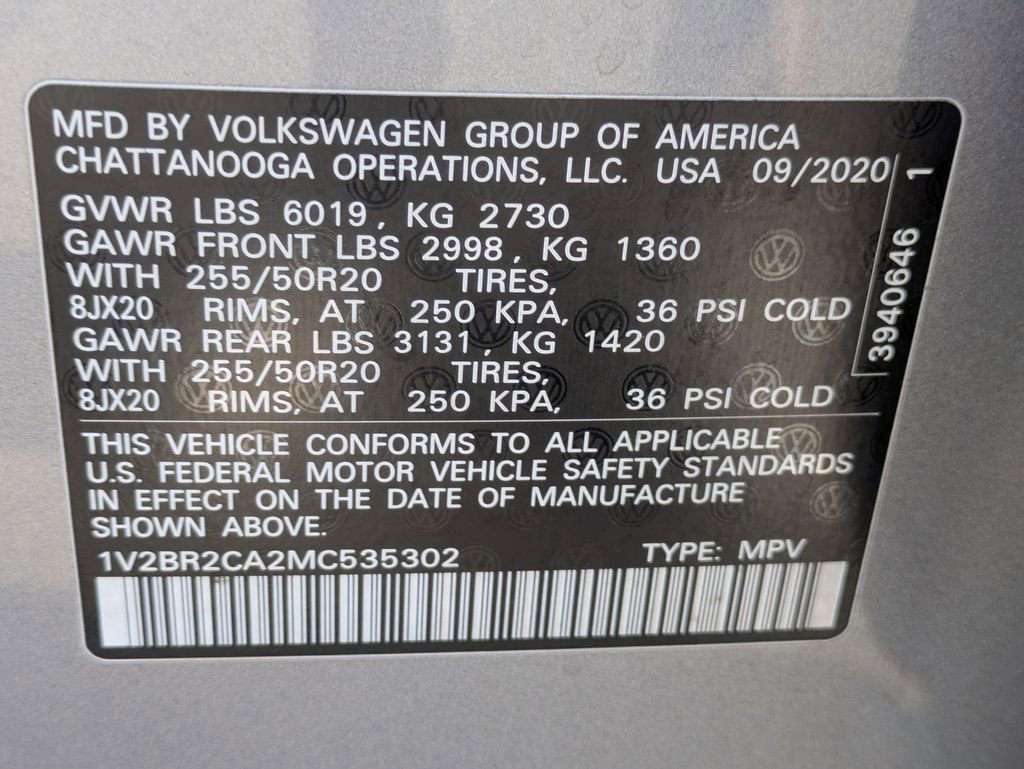 MFD BY VOLKSWAGEN GROUP OF AMERICA
CHATTANOOGA OPERATIONS, LLC. USA 09/2020
GVWR LBS 6019, KG 2730
GAWR FRONT LBS 2998, KG 1360
WITH 255/50R20 TIRES,
8JX20 RIMS, AT 250 KPA, 36 PSI COLD
GAWR REAR LBS 3131, KG 1420
WITH 255/50R20 TIRES,
8JX20 RIMS, AT 250 KPA, 36 PSI COLD
3940646 1
THIS VEHICLE CONFORMS TO ALL APPLICABLE
U.S. FEDERAL MOTOR VEHICLE SAFETY STANDARDS
IN EFFECT ON THE DATE OF MANUFACTURE
SHOWN ABOVE.
1V2BR2CA2MC535302 TYPE: MPV